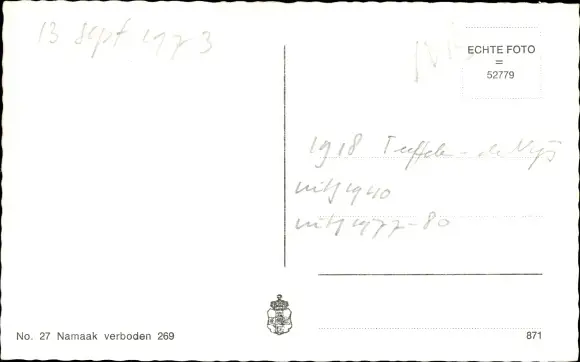 13 Sept 1973
ECHTE FOTO
=
52779
1918
uitg 1940
uitg 1977-80
No. 27 Namaak verboden 269
871